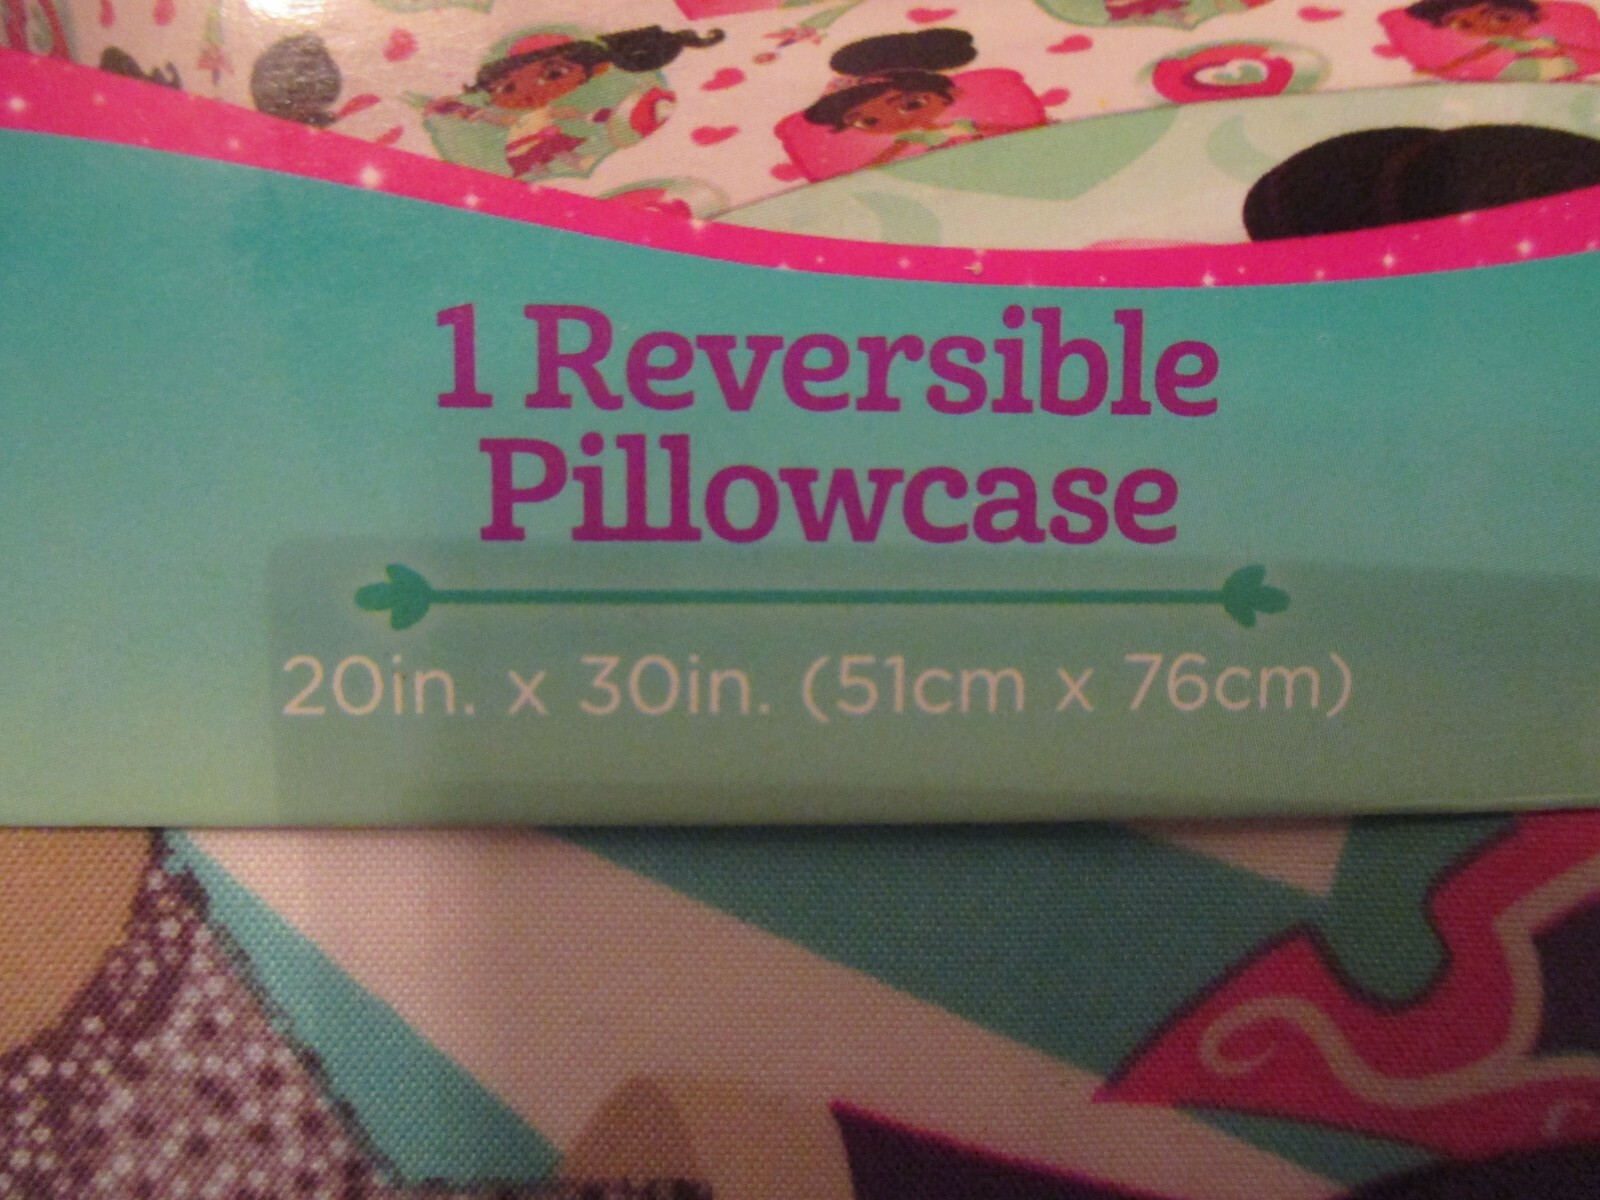 1 Reversible
Pillowcase
20in. x 30in. (51cm x 76cm)